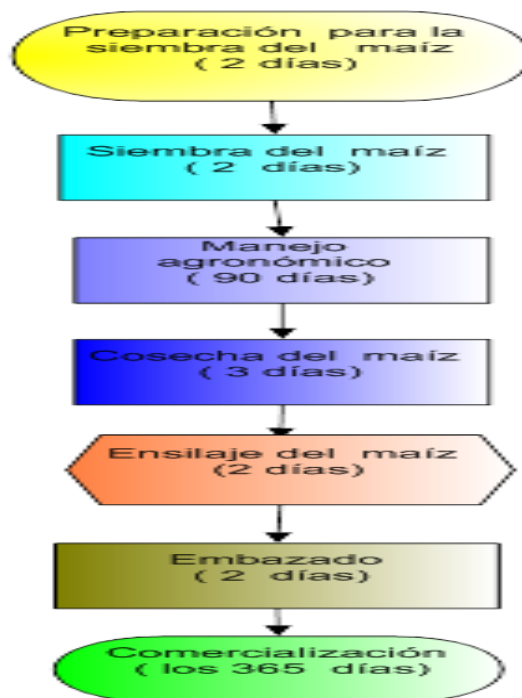 Preparación para la
siembra del maíz
( 2 días)
Siembra del maíz
( 2 días)
Manejo
agronómico
( 90 días)
Cosecha del maíz
( 3 días)
Ensilaje del maíz
(2 días)
Embazado
( 2 días)
Comercialización
( los 365 días)